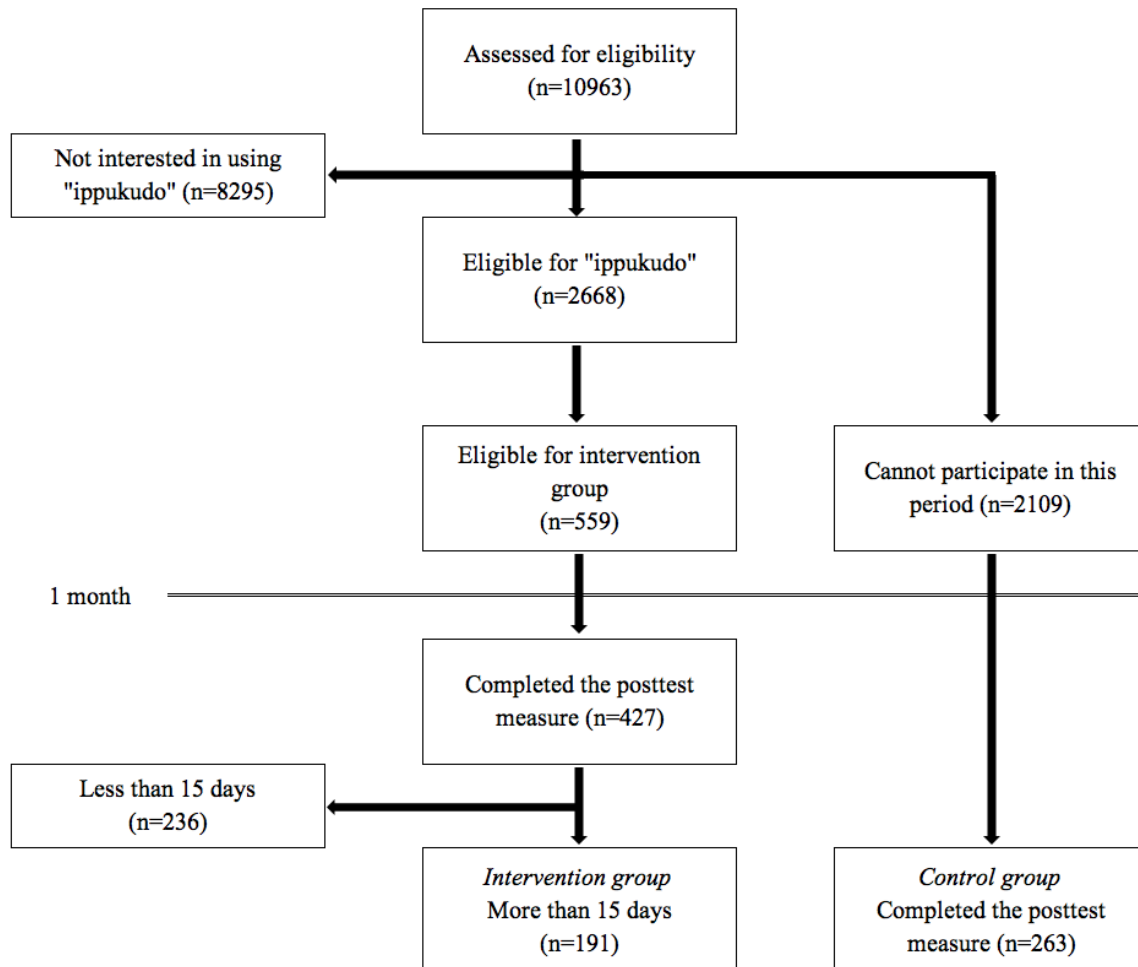 Assessed for eligibility
(n=10963)
Not interested in using
"ippukudo" (n=8295)
Eligible for "ippukudo"
(n=2668)
Eligible for intervention
group
(n=559)
Cannot participate in this
period (n=2109)
1 month
Completed the posttest
measure (n=427)
Less than 15 days
(n=236)
Intervention group
More than 15 days
(n=191)
Control group
Completed the posttest
measure (n=263)